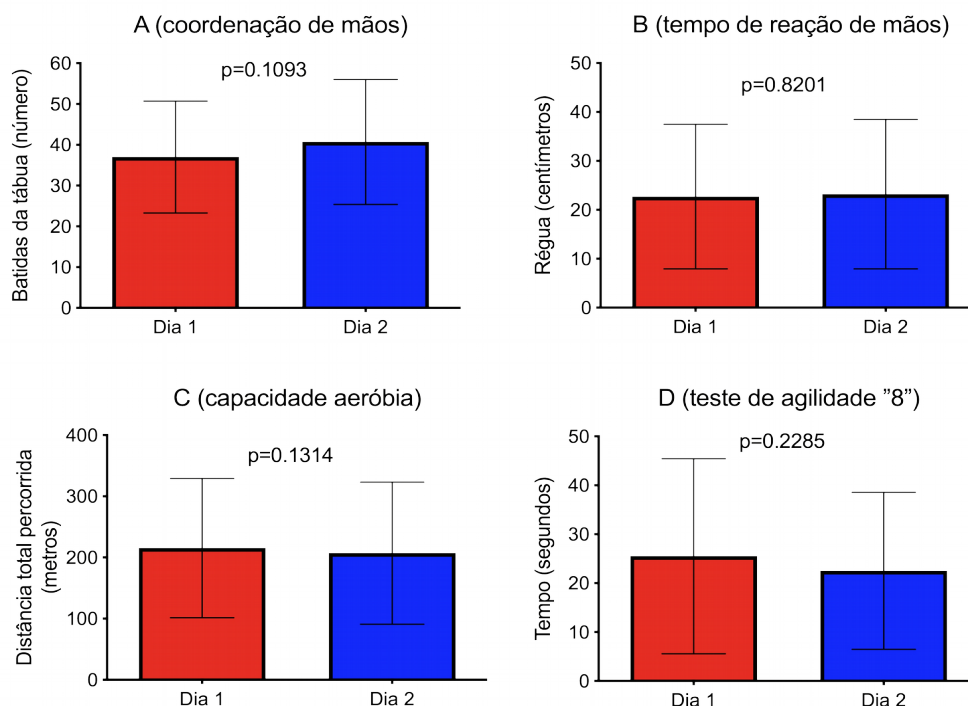 A (coordenação de mãos)
Batidas da tábua (número)
p=0.1093
60
50
40
30
20
10
0
Dia 1
Dia 2
B (tempo de reação de mãos)
Régua (centímetros)
p=0.8201
50
40
30
20
10
0
Dia 1
Dia 2
C (capacidade aeróbia)
Distância total percorrida
(metros)
p=0.1314
400
300
200
100
0
Dia 1
Dia 2
D (teste de agilidade ”8”)
Tempo (segundos)
p=0.2285
50
40
30
20
10
0
Dia 1
Dia 2